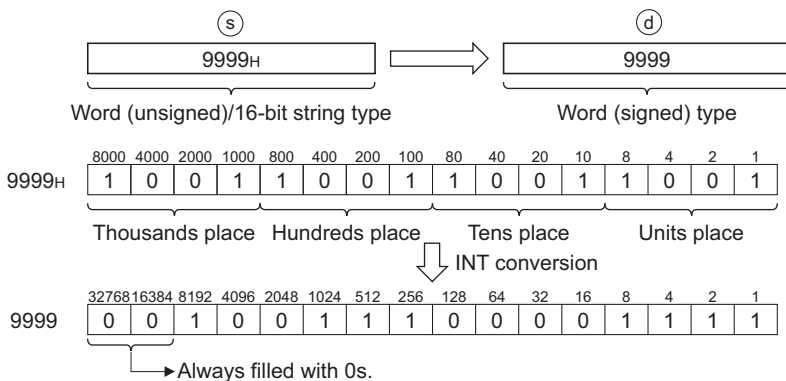 s d
9999H 9999
Word (unsigned)/16-bit string type Word (signed) type
8000 4000 2000 1000 800 400 200 100 80 40 20 10 8 4 2 1
9999H 1 0 0 1 1 0 0 1 1 0 0 1 1 0 0 1
Thousands place Hundreds place Tens place Units place
INT conversion
32768 16384 8192 4096 2048 1024 512 256 128 64 32 16 8 4 2 1
9999 0 0 1 0 0 1 1 1 0 0 0 0 1 1 1 1
Always filled with 0s.